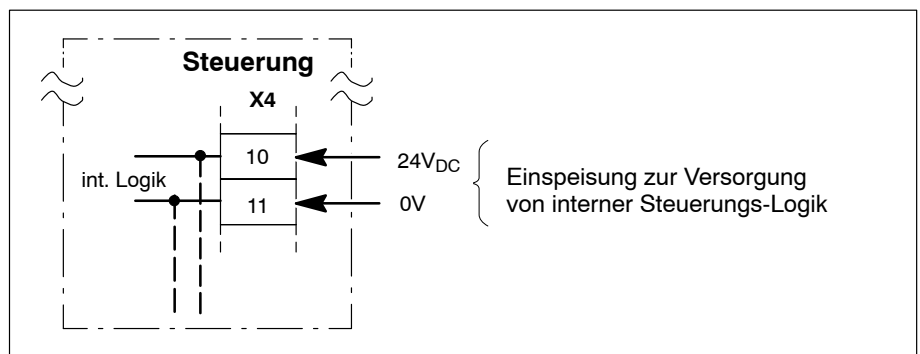 Steuerung
X4
10
24VDC
int. Logik
11
0V
Einspeisung zur Versorgung
von interner Steuerungs-Logik